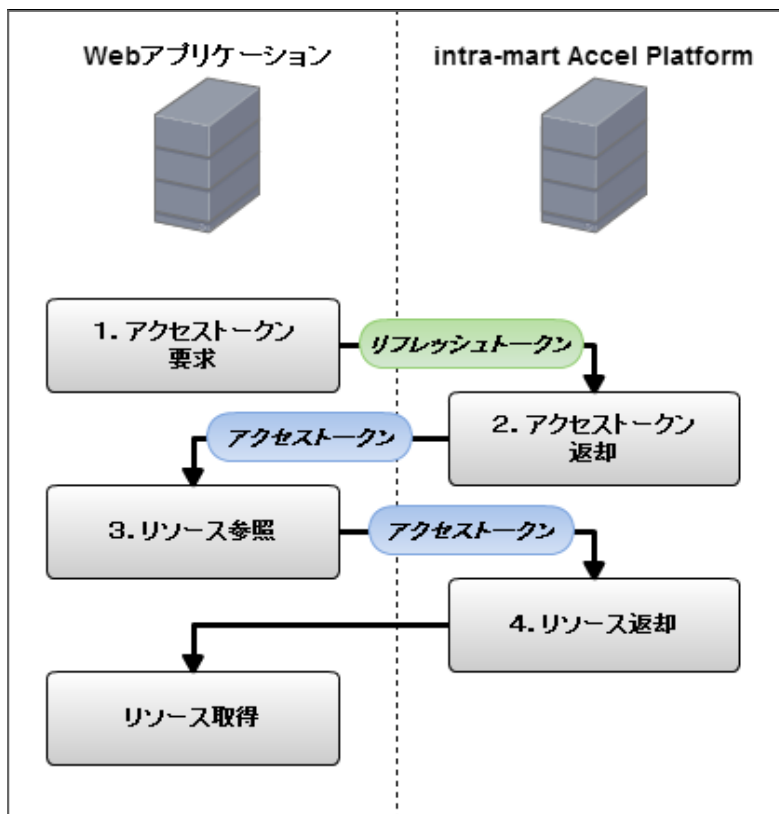 Webアプリケーション
intra-mart Accel Platform
1. アクセストークン
要求
リフレッシュトークン
2. アクセストークン
返却
アクセストークン
3. リソース参照
アクセストークン
4. リソース返却
リソース取得